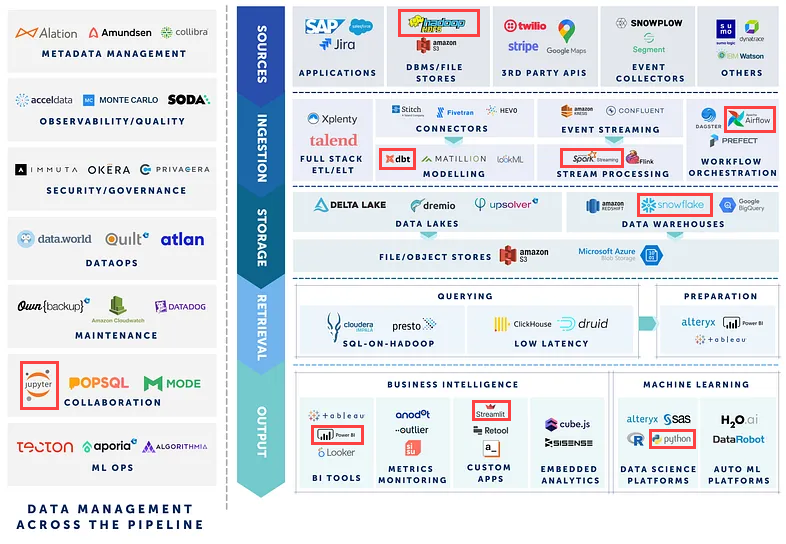 Alation Amundsen collibra
METADATA MANAGEMENT
acceldata MONTE CARLO SODA
OBSERVABILITY/QUALITY
IMMUTA OKERA PRIVACERA
SECURITY/GOVERNANCE
data.world Quilt atlan
DATAOPS
Own{backup} Amazon Cloudwatch DATADOG
MAINTENANCE
jupyter POPSQL MODE
COLLABORATION
TECTON aporia ALGORITHMIA
ML OPS
DATA MANAGEMENT
ACROSS THE PIPELINE
SOURCES
SAP salesforce
Jira
APPLICATIONS
hadoop
HDFS
amazon
S3
DBMS/FILE
STORES
twilio
stripe Google Maps
3RD PARTY APIS
SNOWPLOW
Segment
EVENT
COLLECTORS
sumo logic dynatrace
IBM Watson
OTHERS
INGESTION
Xplenty
talend
FULL STACK
ETL/ELT
Stitch Fivetran HEVO
CONNECTORS
dbt MATILLION lookML
MODELLING
amazon
KINESIS CONFLUENT
EVENT STREAMING
Spark Streaming Flink
STREAM PROCESSING
DAGSTER Apache Airflow
PREFECT
WORKFLOW
ORCHESTRATION
STORAGE
DELTA LAKE dremio upsolver
DATA LAKES
amazon
REDSHIFT snowflake Google
BigQuery
DATA WAREHOUSES
FILE/OBJECT STORES amazon
S3 Microsoft Azure
Blob Storage
RETRIEVAL
QUERYING
cloudera
IMPALA presto
SQL-ON-HADOOP
ClickHouse druid
LOW LATENCY
PREPARATION
alteryx Power BI
+ableau
OUTPUT
BUSINESS INTELLIGENCE
+ableau
Power BI
Looker
BI TOOLS
anodot
outlier
si
su
METRICS
MONITORING
Streamlit
Retool
a_
CUSTOM
APPS
cube.js
SISENSE
EMBEDDED
ANALYTICS
MACHINE LEARNING
alteryx sas
R python
DATA SCIENCE
PLATFORMS
H2O.ai
DataRobot
AUTO ML
PLATFORMS